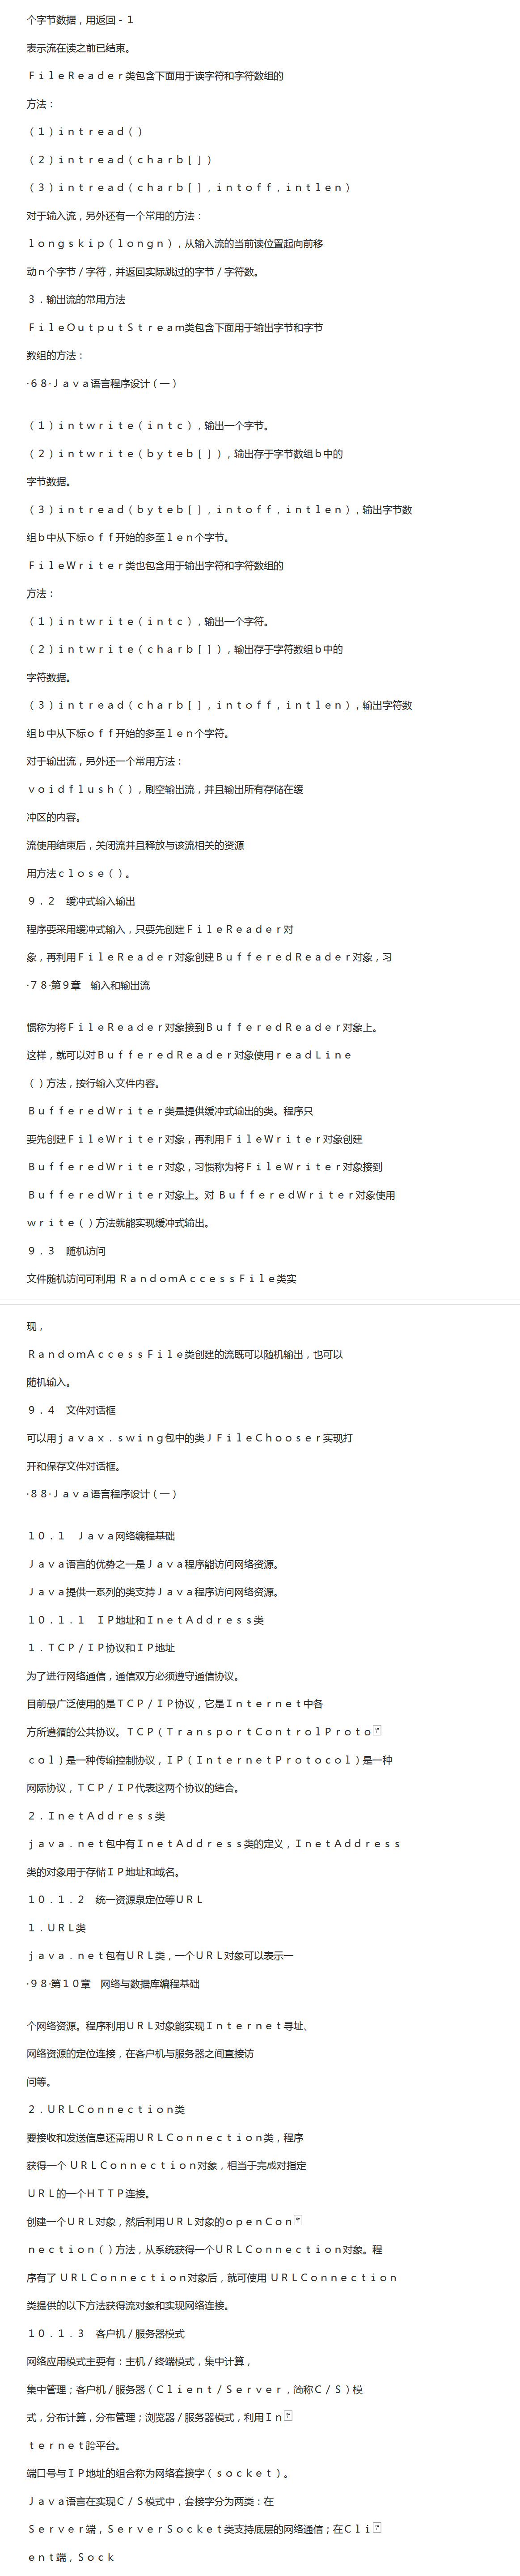 个字节数据，用返回－１
表示流在读之前已结束。
ＦｉｌｅＲｅａｄｅｒ类包含下面用于读字符和字符数组的
方法：
（１）ｉｎｔｒｅａｄ（）
（２）ｉｎｔｒｅａｄ（ｃｈａｒｂ［］）
（３）ｉｎｔｒｅａｄ（ｃｈａｒｂ［］，ｉｎｔｏｆｆ，ｉｎｔｌｅｎ）
对于输入流，另外还有一个常用的方法：
ｌｏｎｇｓｋｉｐ（ｌｏｎｇｎ），从输入流的当前读位置起向前移
动ｎ个字节／字符，并返回实际跳过的字节／字符数。
３．输出流的常用方法
ＦｉｌｅＯｕｔｐｕｔＳｔｒｅａｍ类包含下面用于输出字节和字节
数组的方法：
·６８·Ｊａｖａ语言程序设计（一）
（１）ｉｎｔｗｒｉｔｅ（ｉｎｔｃ），输出一个字节。
（２）ｉｎｔｗｒｉｔｅ（ｂｙｔｅｂ［］），输出存于字节数组ｂ中的
字节数据。
（３）ｉｎｔｒｅａｄ（ｂｙｔｅｂ［］，ｉｎｔｏｆｆ，ｉｎｔｌｅｎ），输出字节数
组ｂ中从下标ｏｆｆ开始的多至ｌｅｎ个字节。
ＦｉｌｅＷｒｉｔｅｒ类也包含用于输出字符和字符数组的
方法：
（１）ｉｎｔｗｒｉｔｅ（ｉｎｔｃ），输出一个字符。
（２）ｉｎｔｗｒｉｔｅ（ｃｈａｒｂ［］），输出存于字符数组ｂ中的
字符数据。
（３）ｉｎｔｒｅａｄ（ｃｈａｒｂ［］，ｉｎｔｏｆｆ，ｉｎｔｌｅｎ），输出字符数
组ｂ中从下标ｏｆｆ开始的多至ｌｅｎ个字符。
对于输出流，另外还一个常用方法：
ｖｏｉｄｆｌｕｓｈ（），刷空输出流，并且输出所有存储在缓
冲区的内容。
流使用结束后，关闭流并且释放与该流相关的资源
用方法ｃｌｏｓｅ（）。
９．２　缓冲式输入输出
程序要采用缓冲式输入，只要先创建ＦｉｌｅＲｅａｄｅｒ对
象，再利用ＦｉｌｅＲｅａｄｅｒ对象创建ＢｕｆｆｅｒｅｄＲｅａｄｅｒ对象，习
·７８·第９章　输入和输出流
惯称为将ＦｉｌｅＲｅａｄｅｒ对象接到ＢｕｆｆｅｒｅｄＲｅａｄｅｒ对象上。
这样，就可以对ＢｕｆｆｅｒｅｄＲｅａｄｅｒ对象使用ｒｅａｄＬｉｎｅ
（）方法，按行输入文件内容。
ＢｕｆｆｅｒｅｄＷｒｉｔｅｒ类是提供缓冲式输出的类。程序只
要先创建ＦｉｌｅＷｒｉｔｅｒ对象，再利用ＦｉｌｅＷｒｉｔｅｒ对象创建
ＢｕｆｆｅｒｅｄＷｒｉｔｅｒ对象，习惯称为将ＦｉｌｅＷｒｉｔｅｒ对象接到
ＢｕｆｆｅｒｅｄＷｒｉｔｅｒ对象上。对 ＢｕｆｆｅｒｅｄＷｒｉｔｅｒ对象使用
ｗｒｉｔｅ（）方法就能实现缓冲式输出。
９．３　随机访问
文件随机访问可利用 ＲａｎｄｏｍＡｃｃｅｓｓＦｉｌｅ类实
现，
ＲａｎｄｏｍＡｃｃｅｓｓＦｉｌｅ类创建的流既可以随机输出，也可以
随机输入。
９．４　文件对话框
可以用ｊａｖａｘ．ｓｗｉｎｇ包中的类ＪＦｉｌｅＣｈｏｏｓｅｒ实现打
开和保存文件对话框。
·８８·Ｊａｖａ语言程序设计（一）
１０．１　Ｊａｖａ网络编程基础
Ｊａｖａ语言的优势之一是Ｊａｖａ程序能访问网络资源。
Ｊａｖａ提供一系列的类支持Ｊａｖａ程序访问网络资源。
１０．１．１　ＩＰ地址和ＩｎｅｔＡｄｄｒｅｓｓ类
１．ＴＣＰ／ＩＰ协议和ＩＰ地址
为了进行网络通信，通信双方必须遵守通信协议。
目前最广泛使用的是ＴＣＰ／ＩＰ协议，它是Ｉｎｔｅｒｎｅｔ中各
方所遵循的公共协议。ＴＣＰ（ＴｒａｎｓｐｏｒｔＣｏｎｔｒｏｌＰｒｏｔｏ
ｃｏｌ）是一种传输控制协议，ＩＰ（ＩｎｔｅｒｎｅｔＰｒｏｔｏｃｏｌ）是一种
网际协议，ＴＣＰ／ＩＰ代表这两个协议的结合。
２．ＩｎｅｔＡｄｄｒｅｓｓ类
ｊａｖａ．ｎｅｔ包中有ＩｎｅｔＡｄｄｒｅｓｓ类的定义，ＩｎｅｔＡｄｄｒｅｓｓ
类的对象用于存储ＩＰ地址和域名。
１０．１．２　统一资源泉定位等ＵＲＬ
１．ＵＲＬ类
ｊａｖａ．ｎｅｔ包有ＵＲＬ类，一个ＵＲＬ对象可以表示一
·９８·第１０章　网络与数据库编程基础
个网络资源。程序利用ＵＲＬ对象能实现Ｉｎｔｅｒｎｅｔ寻址、
网络资源的定位连接，在客户机与服务器之间直接访
问等。
２．ＵＲＬＣｏｎｎｅｃｔｉｏｎ类
要接收和发送信息还需用ＵＲＬＣｏｎｎｅｃｔｉｏｎ类，程序
获得一个 ＵＲＬＣｏｎｎｅｃｔｉｏｎ对象，相当于完成对指定
ＵＲＬ的一个ＨＴＴＰ连接。
创建一个ＵＲＬ对象，然后利用ＵＲＬ对象的ｏｐｅｎＣｏｎ
ｎｅｃｔｉｏｎ（）方法，从系统获得一个ＵＲＬＣｏｎｎｅｃｔｉｏｎ对象。程
序有了 ＵＲＬＣｏｎｎｅｃｔｉｏｎ对象后，就可使用 ＵＲＬＣｏｎｎｅｃｔｉｏｎ
类提供的以下方法获得流对象和实现网络连接。
１０．１．３　客户机／服务器模式
网络应用模式主要有：主机／终端模式，集中计算，
集中管理；客户机／服务器（Ｃｌｉｅｎｔ／Ｓｅｒｖｅｒ，简称Ｃ／Ｓ）模
式，分布计算，分布管理；浏览器／服务器模式，利用Ｉｎ
ｔｅｒｎｅｔ跨平台。
端口号与ＩＰ地址的组合称为网络套接字（ｓｏｃｋｅｔ）。
Ｊａｖａ语言在实现Ｃ／Ｓ模式中，套接字分为两类：在
Ｓｅｒｖｅｒ端，ＳｅｒｖｅｒＳｏｃｋｅｔ类支持底层的网络通信；在Ｃｌｉ
ｅｎｔ端，Ｓｏｃｋ